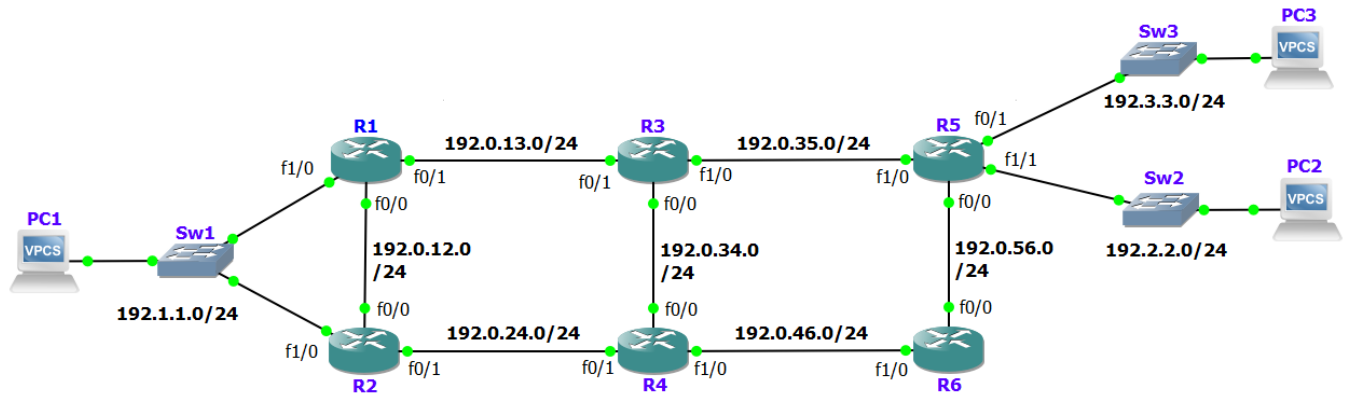 PC3
Sw3
VPCS
192.3.3.0/24
R1
192.0.13.0/24
R3
192.0.35.0/24
R5
f0/1
f1/0
f0/1
f0/1
f1/0
f1/0
f1/1
Sw2
PC2
VPCS
PC1
f0/0
f0/0
f0/0
VPCS
Sw1
192.0.12.0
/24
192.0.34.0
/24
192.0.56.0
/24
192.2.2.0/24
192.1.1.0/24
f0/0
f0/0
f0/0
192.0.24.0/24
192.0.46.0/24
f1/0
f0/1
f0/1
f1/0
f1/0
R2
R4
R6